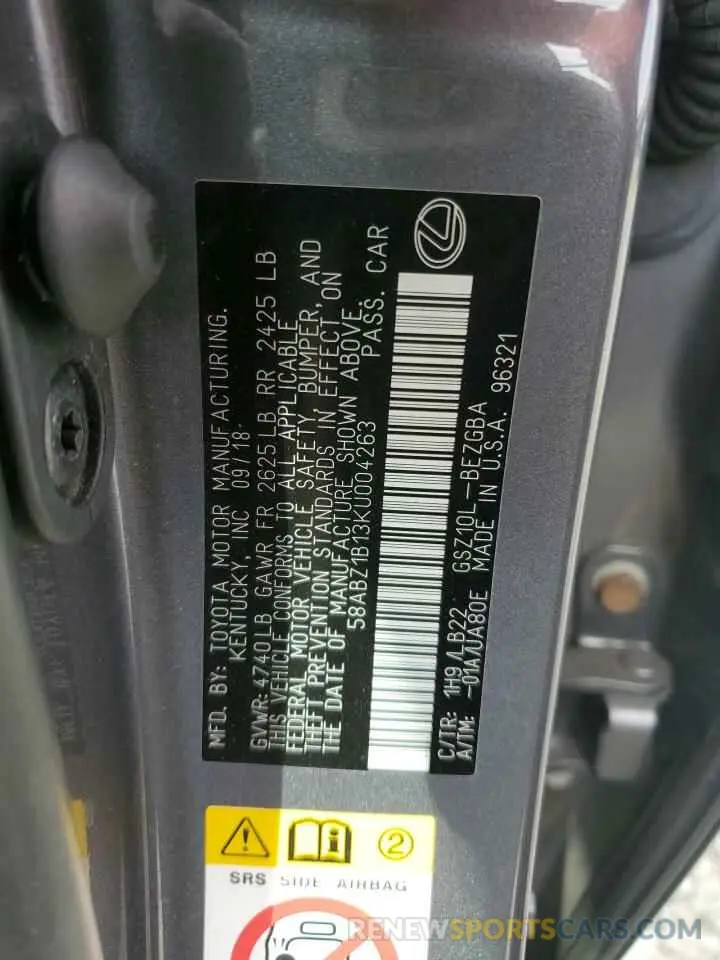 MFD. BY: TOYOTA MOTOR MANUFACTURING.
KENTUCKY, INC 09/18
GVWR: 4740LB GAWR FR 2625LB RR 2425 LB
THIS VEHICLE CONFORMS TO ALL APPLICABLE
FEDERAL MOTOR VEHICLE SAFETY, BUMPER, AND
THEFT PREVENTION STANDARDS IN EFFECT ON
THE DATE OF MANUFACTURE SHOWN ABOVE.
58ABZ1B13KU004263 PASS. CAR
C/TR: 1H9/LB22 GSZ10L-BEZGBA
A/TM: -01A/UA80E MADE IN U.S.A. 96321
2
SRS SIDE AIRBAG
RENEWSPORTSCARS.COM